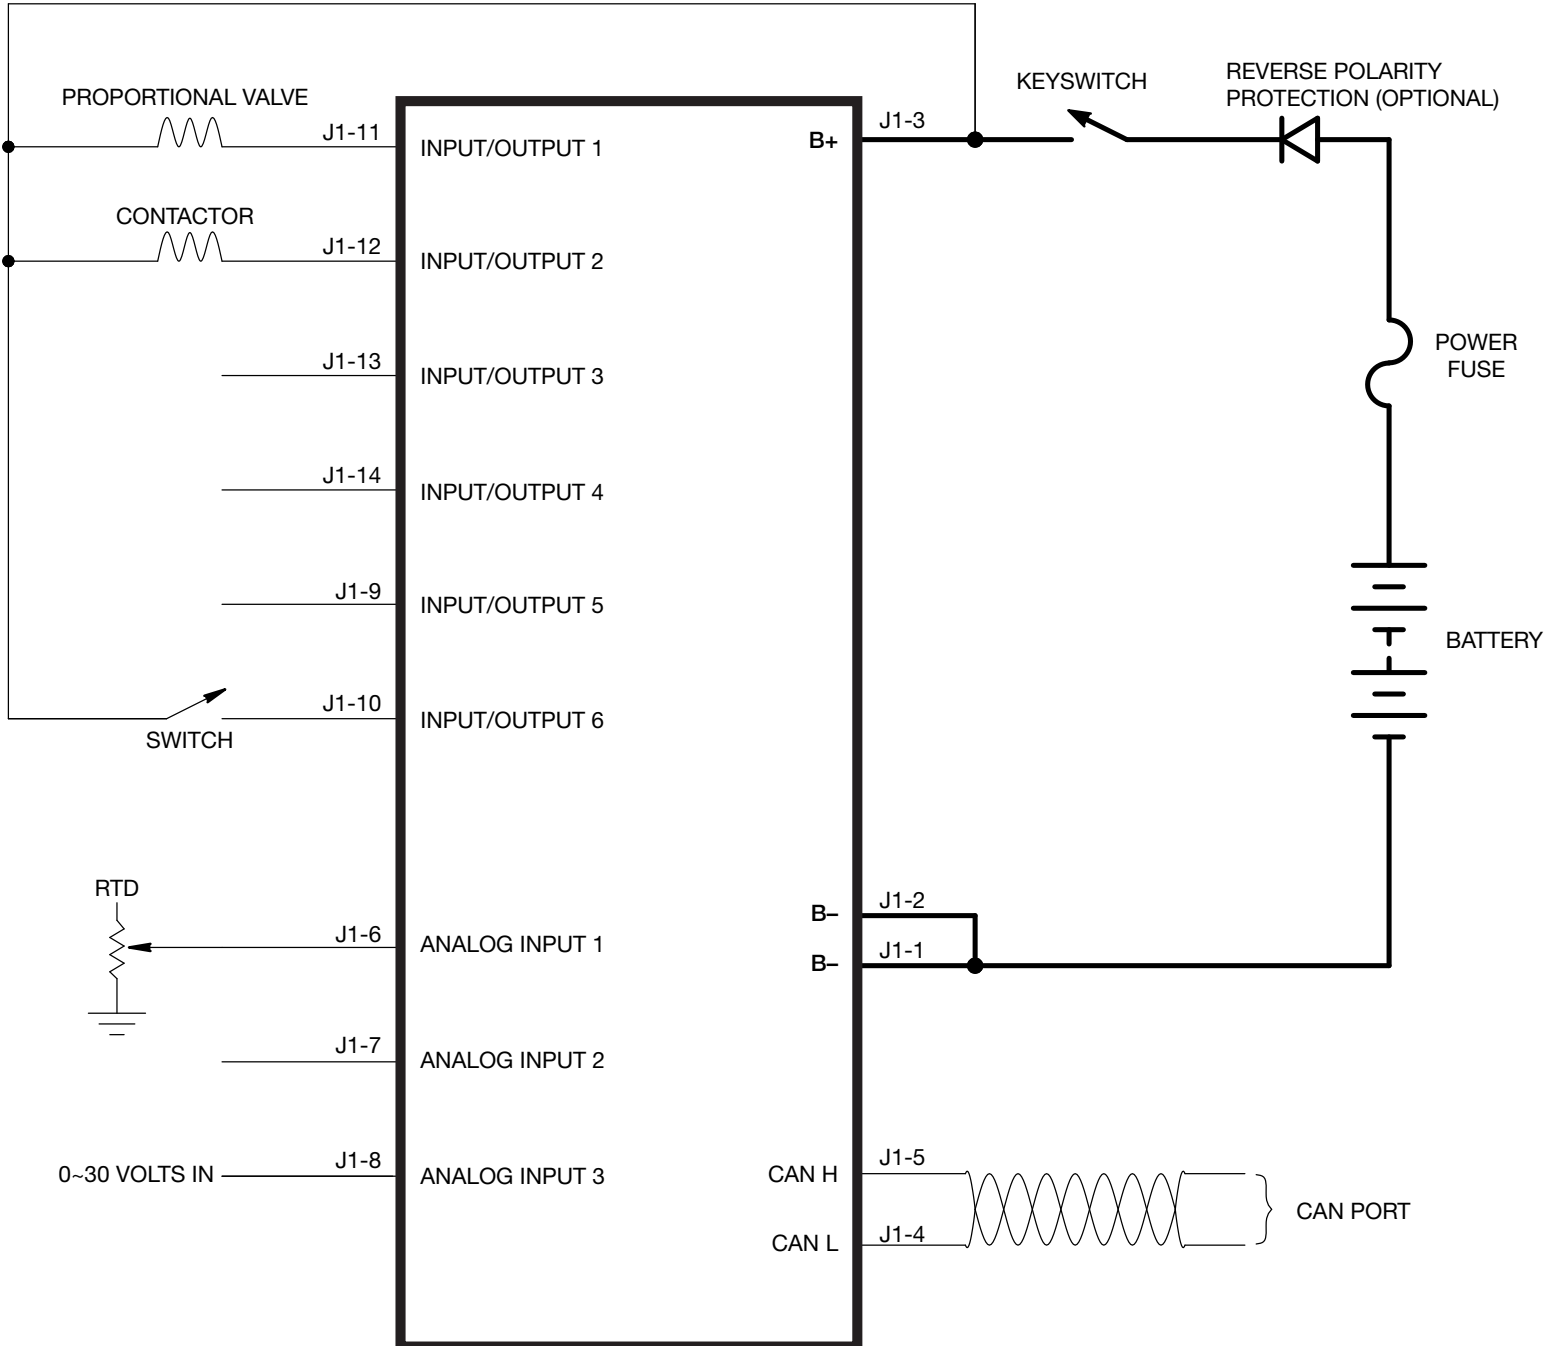 KEYSWITCH
REVERSE POLARITY
PROTECTION (OPTIONAL)
PROPORTIONAL VALVE
J1-11
INPUT/OUTPUT 1
B+
J1-3
CONTACTOR
J1-12
INPUT/OUTPUT 2
J1-13
INPUT/OUTPUT 3
POWER
FUSE
J1-14
INPUT/OUTPUT 4
J1-9
INPUT/OUTPUT 5
BATTERY
J1-10
INPUT/OUTPUT 6
SWITCH
RTD
J1-6
ANALOG INPUT 1
B–
J1-2
B–
J1-1
J1-7
ANALOG INPUT 2
0~30 VOLTS IN
J1-8
ANALOG INPUT 3
CAN H
J1-5
CAN L
J1-4
CAN PORT